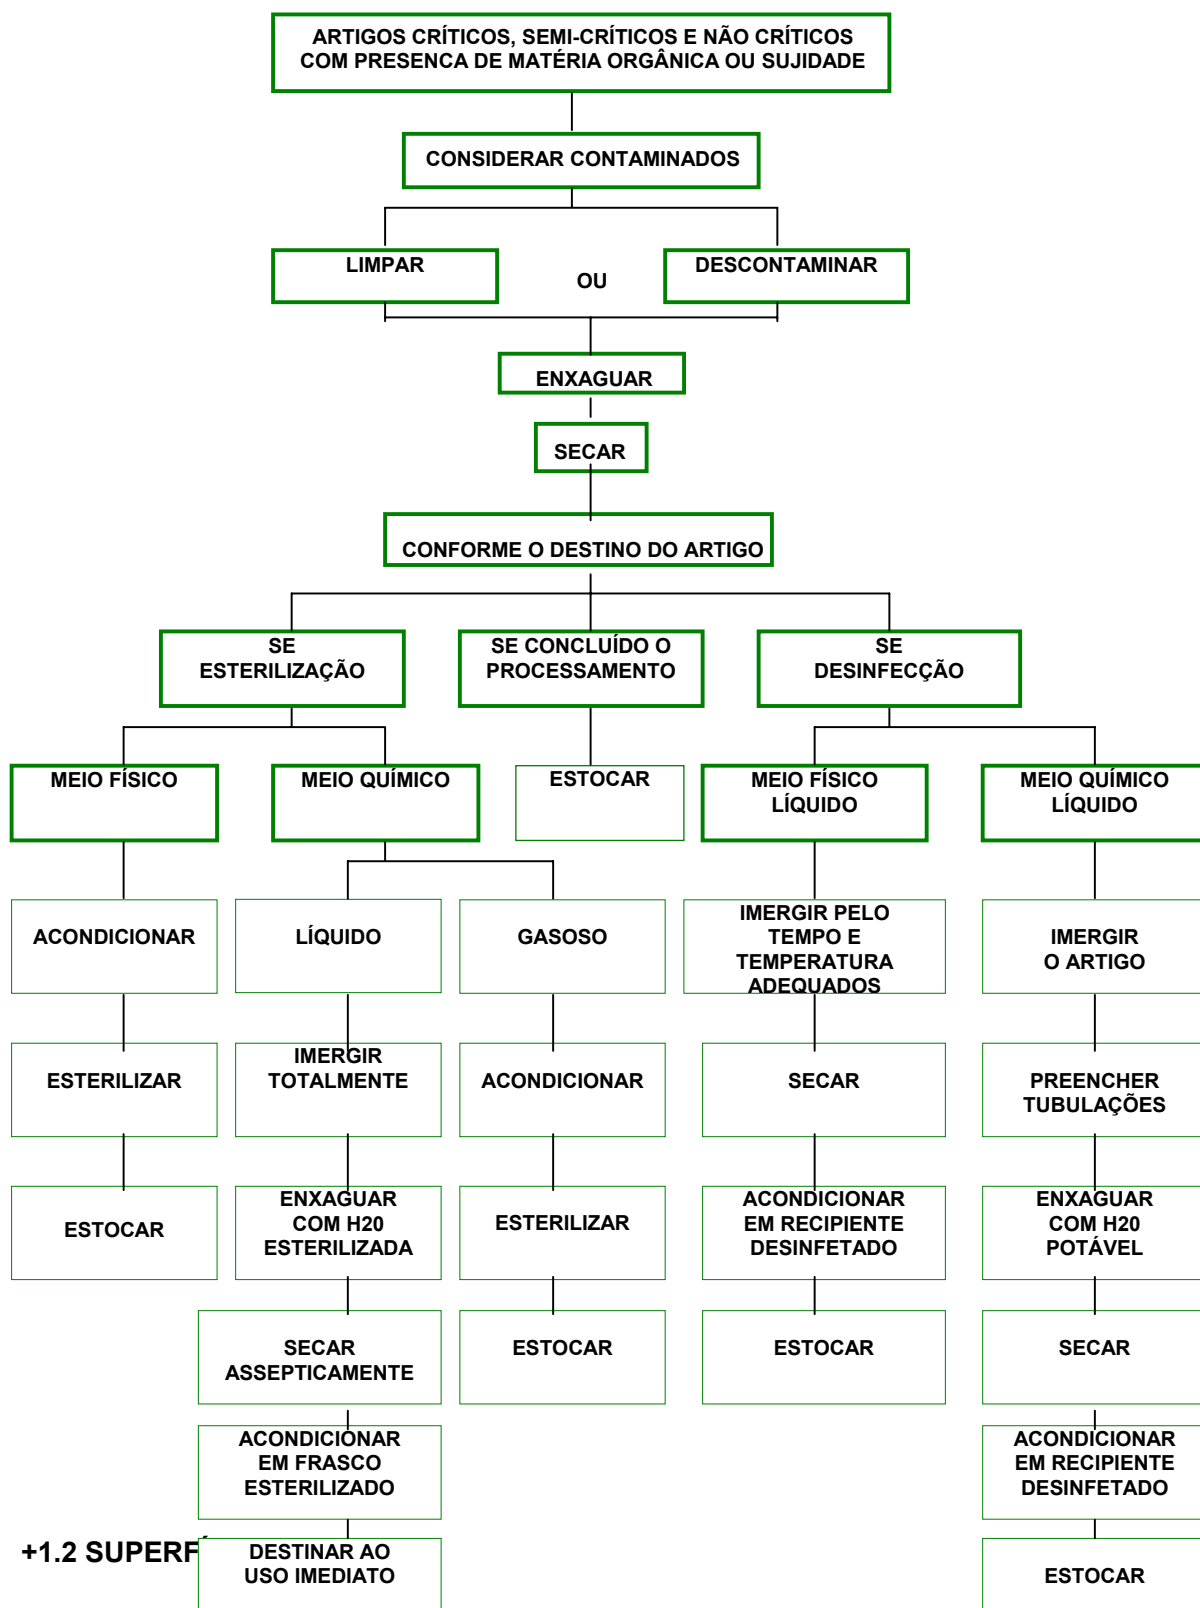 ARTIGOS CRÍTICOS, SEMI-CRÍTICOS E NÃO CRÍTICOS
COM PRESENCA DE MATÉRIA ORGÂNICA OU SUJIDADE
CONSIDERAR CONTAMINADOS
LIMPAR
OU
DESCONTAMINAR
ENXAGUAR
SECAR
CONFORME O DESTINO DO ARTIGO
SE
ESTERILIZAÇÃO
SE CONCLUÍDO O
PROCESSAMENTO
SE
DESINFECÇÃO
MEIO FÍSICO
MEIO QUÍMICO
ESTOCAR
MEIO FÍSICO
LÍQUIDO
MEIO QUÍMICO
LÍQUIDO
ACONDICIONAR
LÍQUIDO
GASOSO
IMERGIR PELO
TEMPO E
TEMPERATURA
ADEQUADOS
IMERGIR
O ARTIGO
ESTERILIZAR
IMERGIR
TOTALMENTE
ACONDICIONAR
SECAR
PREENCHER
TUBULAÇÕES
ESTOCAR
ENXAGUAR
COM H20
ESTERILIZADA
ESTERILIZAR
ACONDICIONAR
EM RECIPIENTE
DESINFETADO
ENXAGUAR
COM H20
POTÁVEL
SECAR
ASSEPTICAMENTE
ESTOCAR
ESTOCAR
SECAR
ACONDICIONAR
EM FRASCO
ESTERILIZADO
ACONDICIONAR
EM RECIPIENTE
DESINFETADO
+1.2
DESTINAR AO
USO IMEDIATO
ESTOCAR